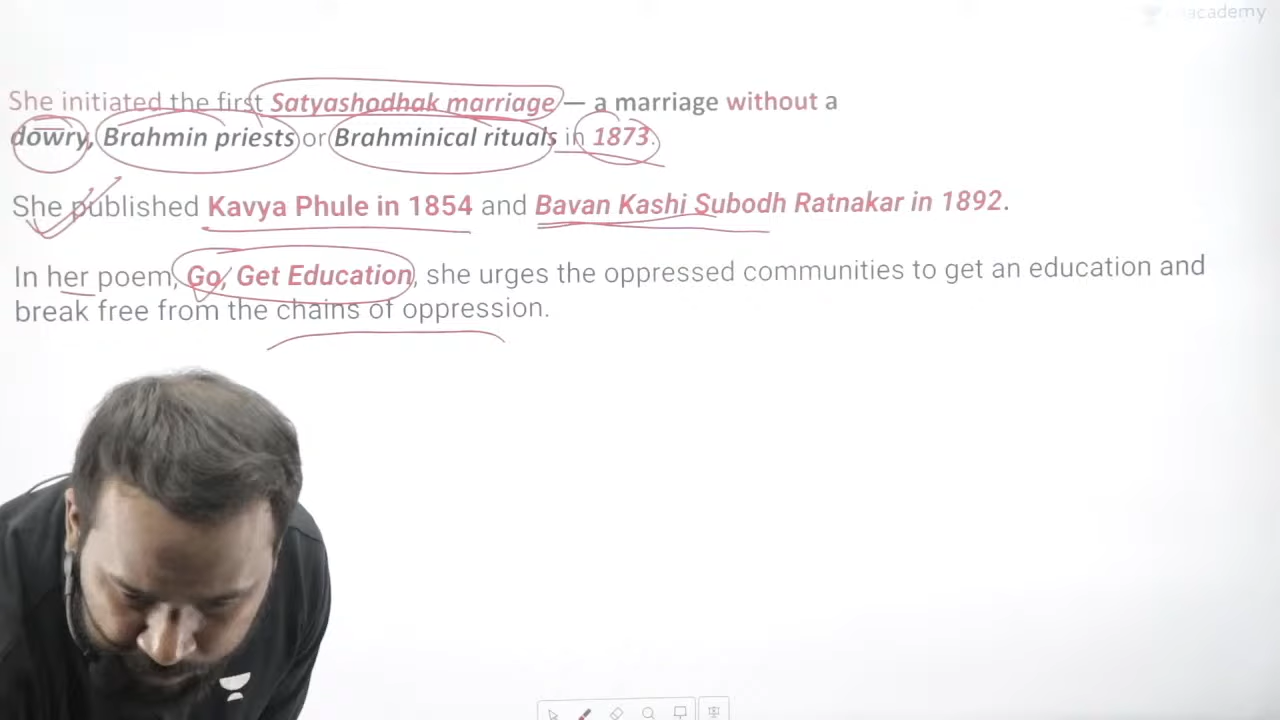 unacademy
She initiated the first Satyashodhak marriage — a marriage without a
dowry, Brahmin priests or Brahminical rituals in 1873.
She published Kavya Phule in 1854 and Bavan Kashi Subodh Ratnakar in 1892.
In her poem, Go, Get Education, she urges the oppressed communities to get an education and
break free from the chains of oppression.